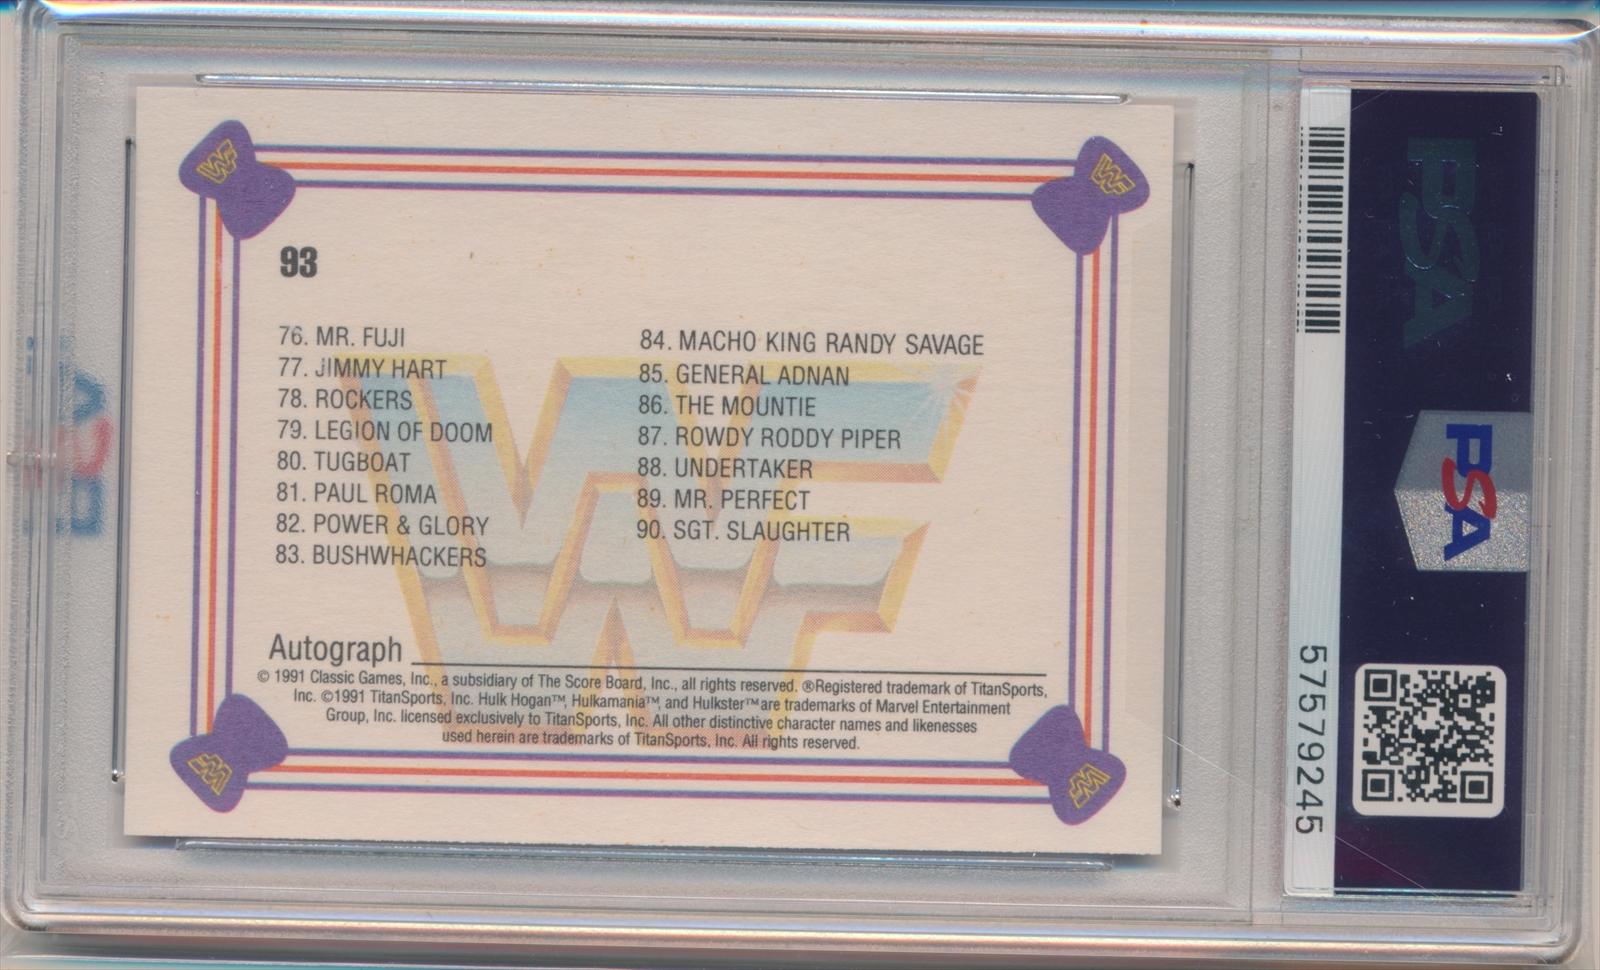 93
76. MR. FUJI
77. JIMMY HART
78. ROCKERS
79. LEGION OF DOOM
80. TUGBOAT
81. PAUL ROMA
82. POWER & GLORY
83. BUSHWHACKERS
84. MACHO KING RANDY SAVAGE
85. GENERAL ADNAN
86. THE MOUNTIE
87. ROWDY RODDY PIPER
88. UNDERTAKER
89. MR. PERFECT
90. SGT. SLAUGHTER
Autograph
© 1991 Classic Games, Inc., a subsidiary of The Score Board, Inc., all rights reserved. ®Registered trademark of TitanSports,
Inc. ©1991 TitanSports, Inc. Hulk Hogan™, Hulkamania™, and Hulkster™ are trademarks of Marvel Entertainment
Group, Inc. licensed exclusively to TitanSports, Inc. All other distinctive character names and likenesses
used herein are trademarks of TitanSports, Inc. All rights reserved.
WF
WF
WF
WF
WF
PSA
PSA
57579245